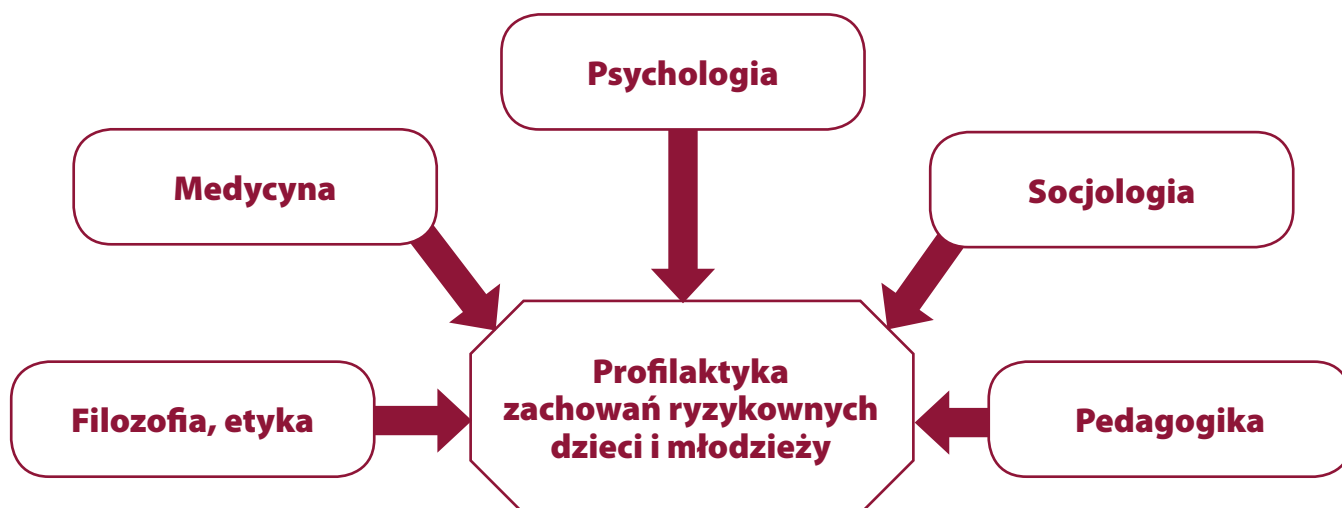 Psychologia
Medycyna
Socjologia
Filozofia, etyka
Profilaktyka
zachowań ryzykownych
dzieci i młodzieży
Pedagogika